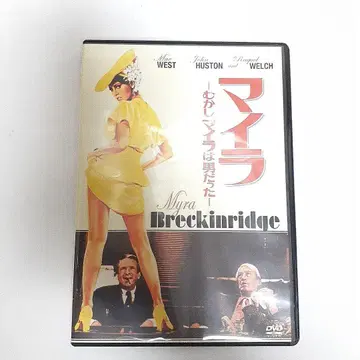 Mae WEST
John HUSTON
and Raquel WELCH
マイラ
—むかし、マイラは男だった—
Myra
Breckinridge
DVD